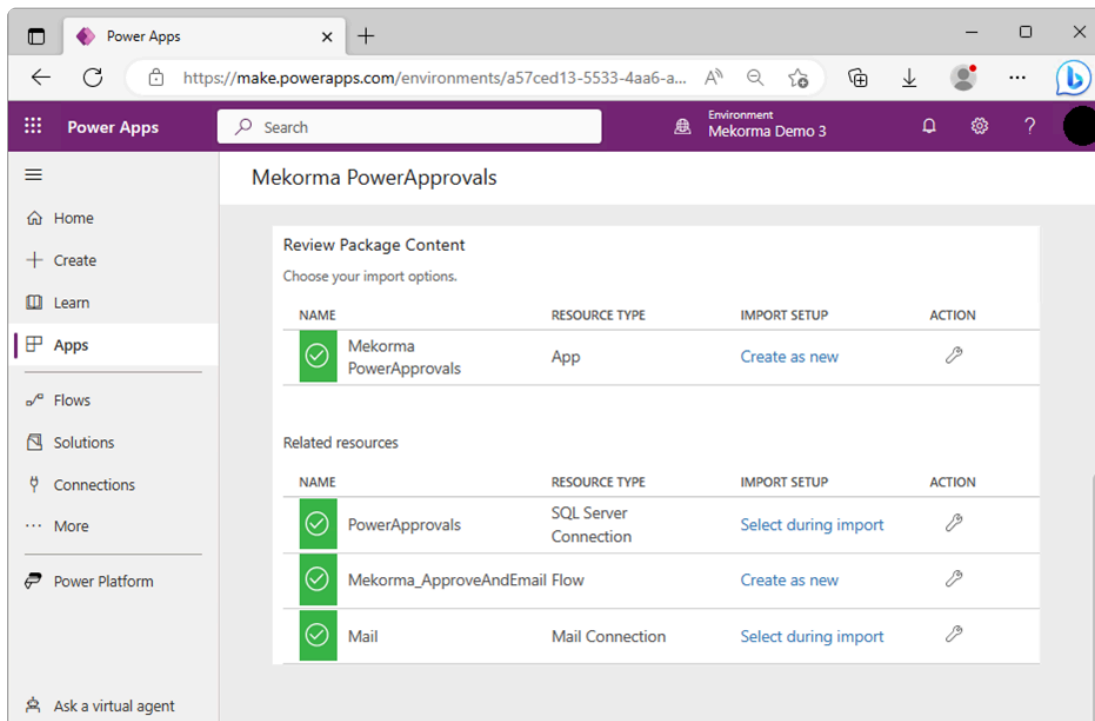 Power Apps
https://make.powerapps.com/environments/a57ced13-5533-4aa6-a...
Power Apps
Search
Environment
Mekorma Demo 3
?
Mekorma PowerApprovals
Home
Create
Learn
Apps
Flows
Solutions
Connections
More
Power Platform
Ask a virtual agent
Review Package Content
Choose your import options.
NAME RESOURCE TYPE IMPORT SETUP ACTION
Mekorma
PowerApprovals App Create as new
Related resources
NAME RESOURCE TYPE IMPORT SETUP ACTION
PowerApprovals SQL Server
Connection Select during import
Mekorma_ApproveAndEmail Flow Create as new
Mail Mail Connection Select during import